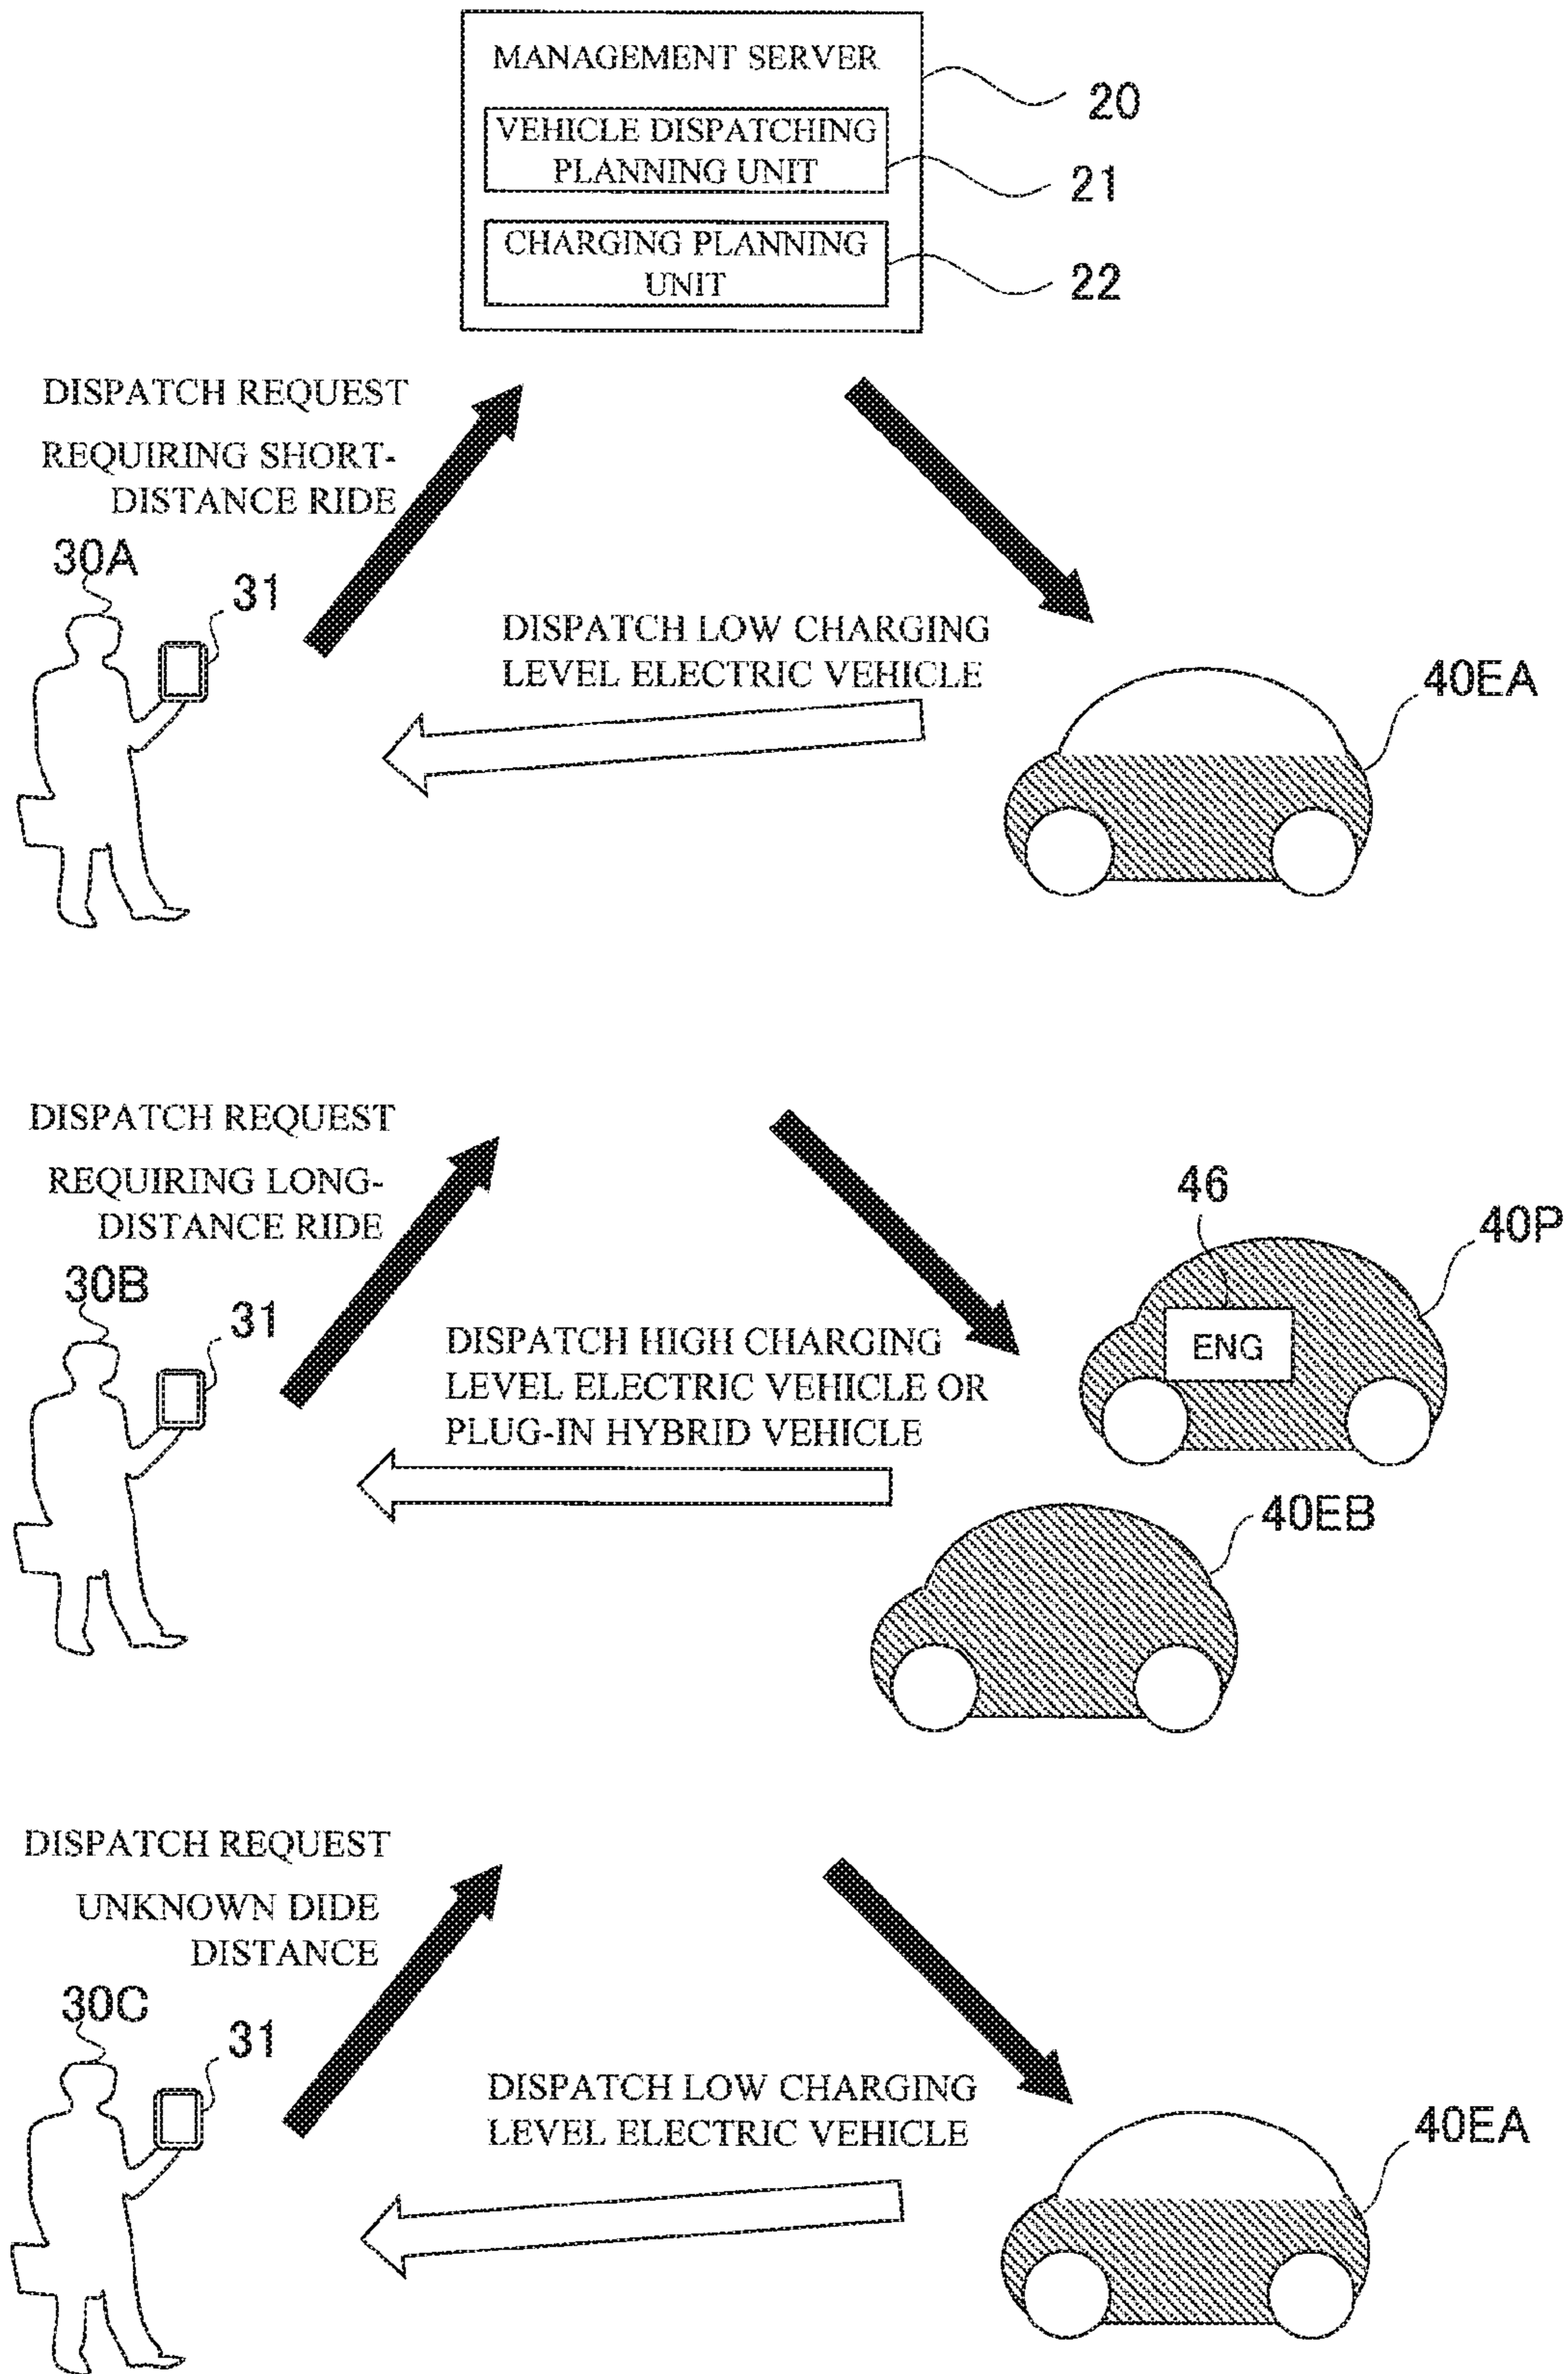 MANAGEMENT SERVER
VEHICLE DISPATCHING
PLANNING UNIT
CHARGING PLANNING
UNIT
20
21
22
DISPATCH REQUEST
REQUIRING SHORT-
DISTANCE RIDE
30A
31
DISPATCH LOW CHARGING
LEVEL ELECTRIC VEHICLE
40EA
DISPATCH REQUEST
REQUIRING LONG-
DISTANCE RIDE
30B
31
DISPATCH HIGH CHARGING
LEVEL ELECTRIC VEHICLE OR
PLUG-IN HYBRID VEHICLE
46
40P
ENG
40EB
DISPATCH REQUEST
UNKNOWN DIDE
DISTANCE
30C
31
DISPATCH LOW CHARGING
LEVEL ELECTRIC VEHICLE
40EA